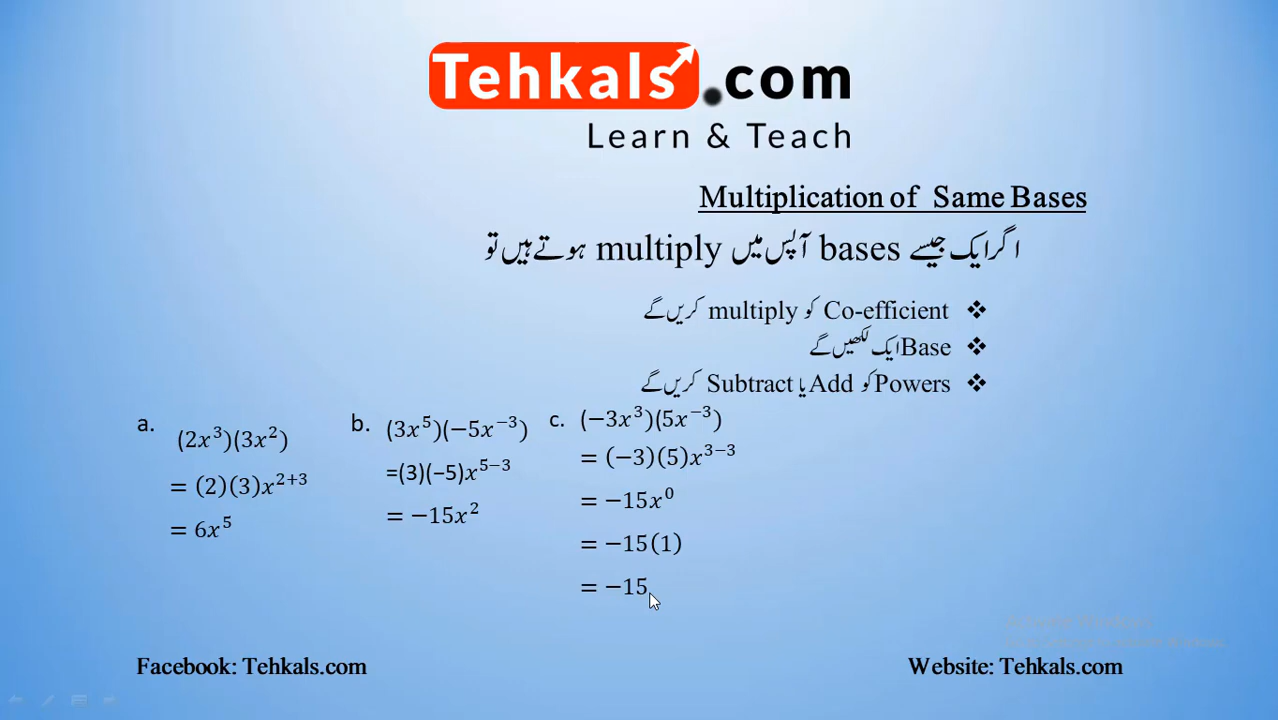 Tehkals.com
Learn & Teach
Multiplication of Same Bases
اگر ایک جیسے bases آپس میں multiply ہوتے ہیں تو
❖ Co-efficient کو multiply کریں گے
❖ Base ایک لکھیں گے
❖ Powers کو Add یا Subtract کریں گے
a. (2x³)(3x²)
= (2)(3)x²⁺³
= 6x⁵
b. (3x⁵)(−5x⁻³)
=(3)(−5)x⁵⁻³
= −15x²
c. (−3x³)(5x⁻³)
= (−3)(5)x³⁻³
= −15x⁰
= −15(1)
= −15
Facebook: Tehkals.com
Website: Tehkals.com